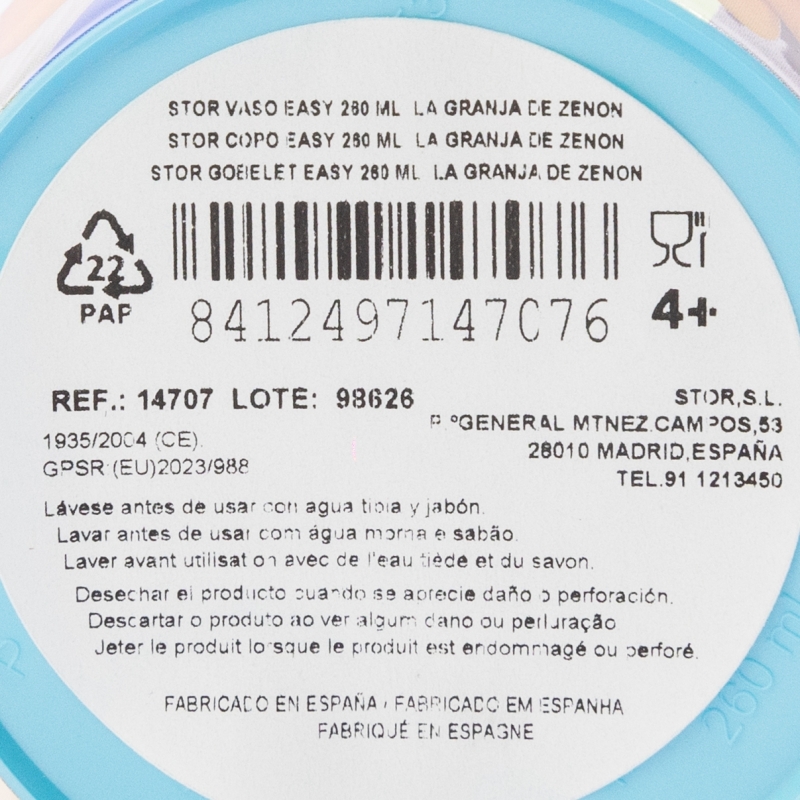 STOR VASO EASY 260 ML LA GRANJA DE ZENON
STOR COPO EASY 260 ML LA GRANJA DE ZENON
STOR GOBELET EASY 260 ML LA GRANJA DE ZENON
22
PAP
8412497147076
4+
REF.: 14707 LOTE: 98626
1935/2004 (CE).
GPSR (EU)2023/988
STOR,S.L.
P.ºGENERAL MTNEZ.CAMPOS,53
28010 MADRID,ESPAÑA
TEL.91 1213450
Lávese antes de usar con agua tibia y jabón.
Lavar antes de usar com água morna e sabão.
Laver avant utilisation avec de l'eau tiède et du savon.
Desechar el producto cuando se aprecie daño o perforación.
Descartar o produto ao ver algum dano ou perfuração
Jeter le produit lorsque le produit est endommagé ou perforé.
FABRICADO EN ESPAÑA / FABRICADO EM ESPANHA
FABRIQUÉ EN ESPAGNE
260 ml